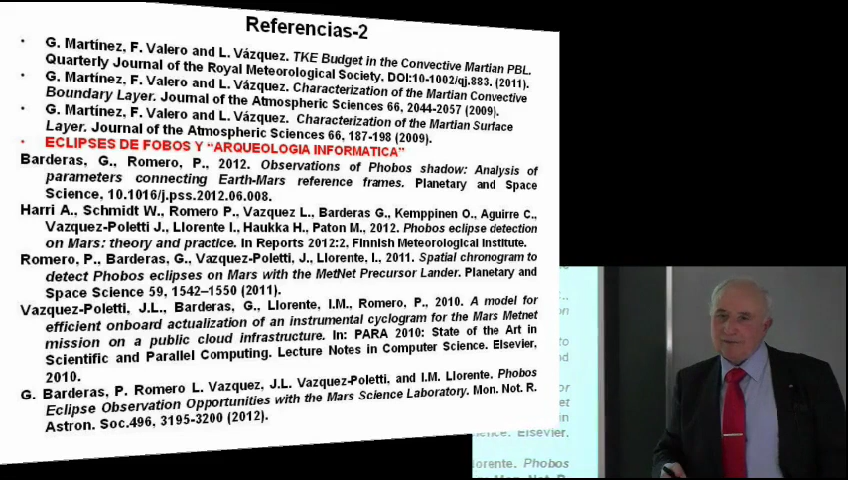 Referencias-2
• G. Martínez, F. Valero and L. Vázquez. TKE Budget in the Convective Martian PBL.
Quarterly Journal of the Royal Meteorological Society. DOI:10-1002/qj.883. (2011).
• G. Martínez, F. Valero and L. Vázquez. Characterization of the Martian Convective
Boundary Layer. Journal of the Atmospheric Sciences 66, 2044-2057 (2009).
• G. Martínez, F. Valero and L. Vázquez. Characterization of the Martian Surface
Layer. Journal of the Atmospheric Sciences 66, 187-198 (2009).
• ECLIPSES DE FOBOS Y "ARQUEOLOGIA INFORMATICA"
Barderas, G., Romero, P., 2012. Observations of Phobos shadow: Analysis of
parameters connecting Earth-Mars reference frames. Planetary and Space
Science, 10.1016/j.pss.2012.06.008.
Harri A., Schmidt W., Romero P., Vazquez L., Barderas G., Kemppinen O., Aguirre C.,
Vazquez-Poletti J., Llorente I., Haukka H., Paton M., 2012. Phobos eclipse detection
on Mars: theory and practice. In Reports 2012:2, Finnish Meteorological Institute.
Romero, P., Barderas, G., Vazquez-Poletti, J., Llorente, I., 2011. Spatial chronogram to
detect Phobos eclipses on Mars with the MetNet Precursor Lander. Planetary and
Space Science 59, 1542–1550 (2011).
Vazquez-Poletti, J.L., Barderas, G., Llorente, I.M., Romero, P., 2010. A model for
efficient onboard actualization of an instrumental cyclogram for the Mars Metnet
mission on a public cloud infrastructure. In: PARA 2010: State of the Art in
Scientific and Parallel Computing. Lecture Notes in Computer Science. Elsevier,
2010.
G. Barderas, P. Romero L. Vazquez, J.L. Vazquez-Poletti, and I.M. Llorente. Phobos
Eclipse Observation Opportunities with the Mars Science Laboratory. Mon. Not. R.
Astron. Soc.496, 3195-3200 (2012).
Elsevier.
lorente. Phobos